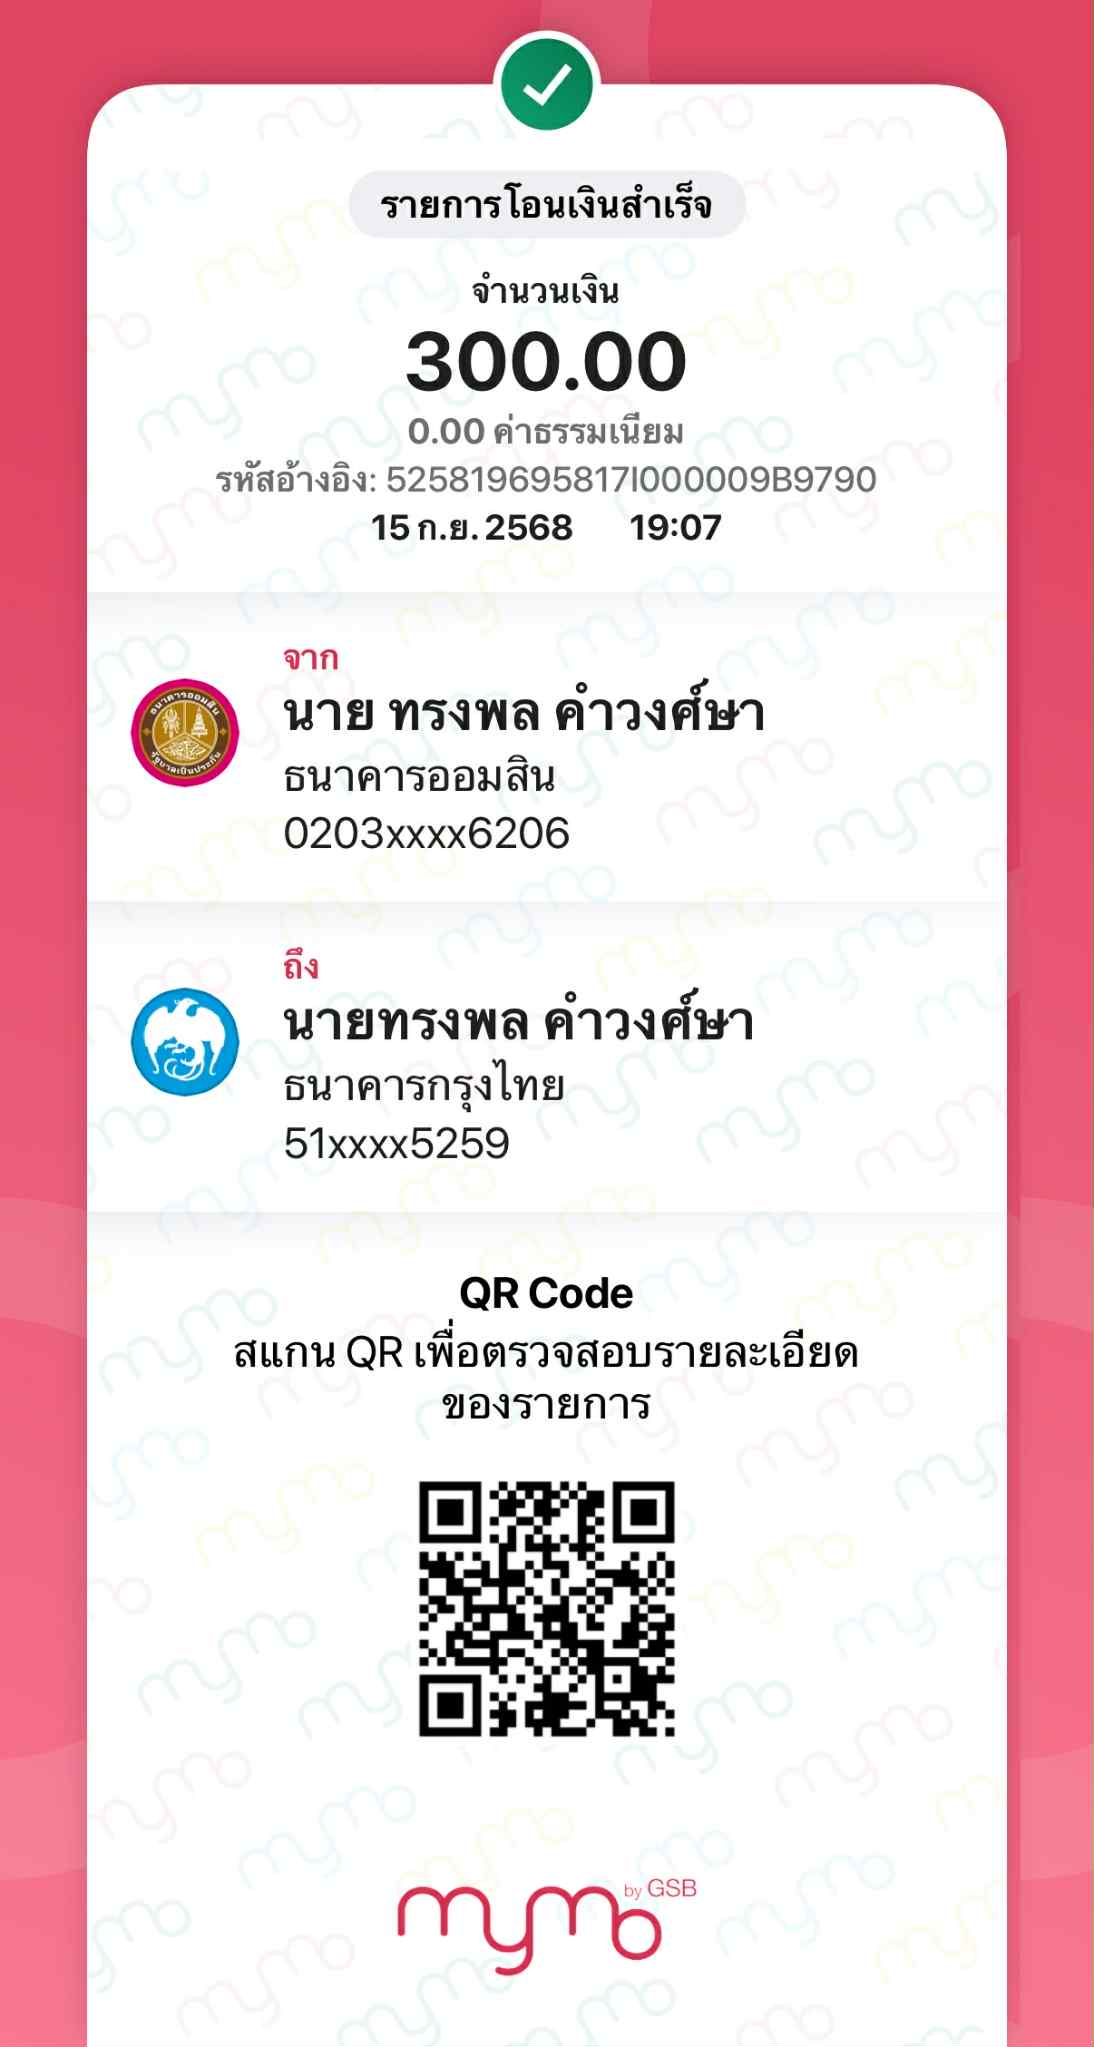 รายการโอนเงินสำเร็จ
จำนวนเงิน
300.00
0.00 ค่าธรรมเนียม
รหัสอ้างอิง: 525819695817I000009B9790
15 ก.ย. 2568 19:07
จาก
นาย ทรงพล คำวงศ์ษา
ธนาคารออมสิน
0203xxxx6206
ถึง
นายทรงพล คำวงศ์ษา
ธนาคารกรุงไทย
51xxxx5259
QR Code
สแกน QR เพื่อตรวจสอบรายละเอียด
ของรายการ
mymo by GSB